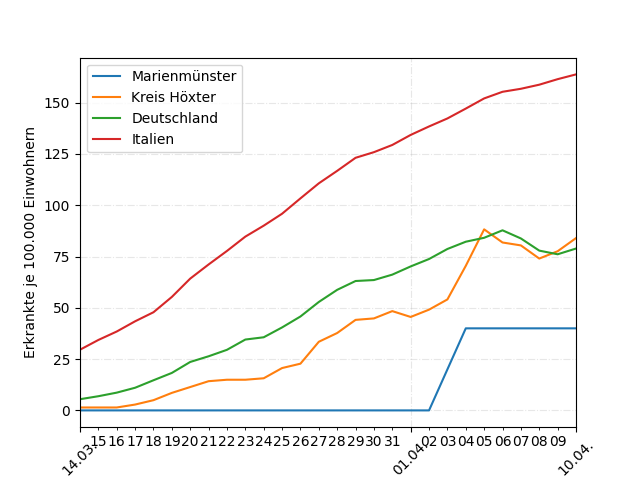 Marienmünster
Kreis Höxter
Deutschland
Italien
Erkrankte je 100.000 Einwohnern
150
125
100
75
50
25
0
14.03. 15 16 17 18 19 20 21 22 23 24 25 26 27 28 29 30 31 01.04. 02 03 04 05 06 07 08 09 10.04.